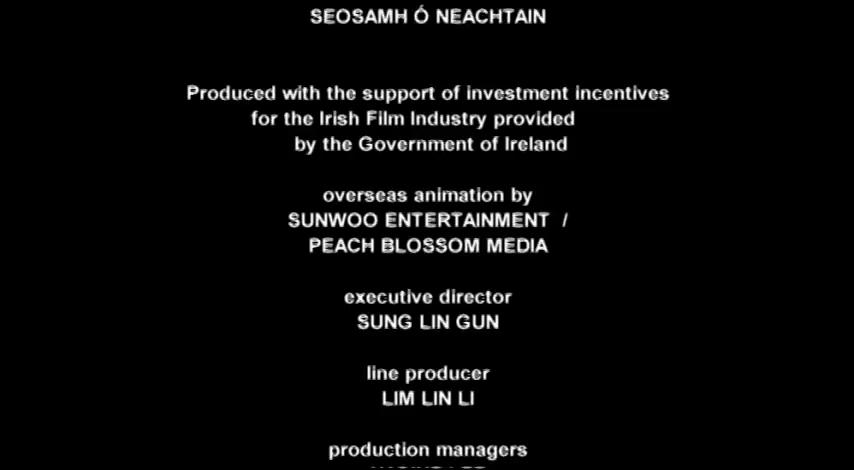 SEOSAMH Ó NEACHTAIN
Produced with the support of investment incentives
for the Irish Film Industry provided
by the Government of Ireland
overseas animation by
SUNWOO ENTERTAINMENT /
PEACH BLOSSOM MEDIA
executive director
SUNG LIN GUN
line producer
LIM LIN LI
production managers